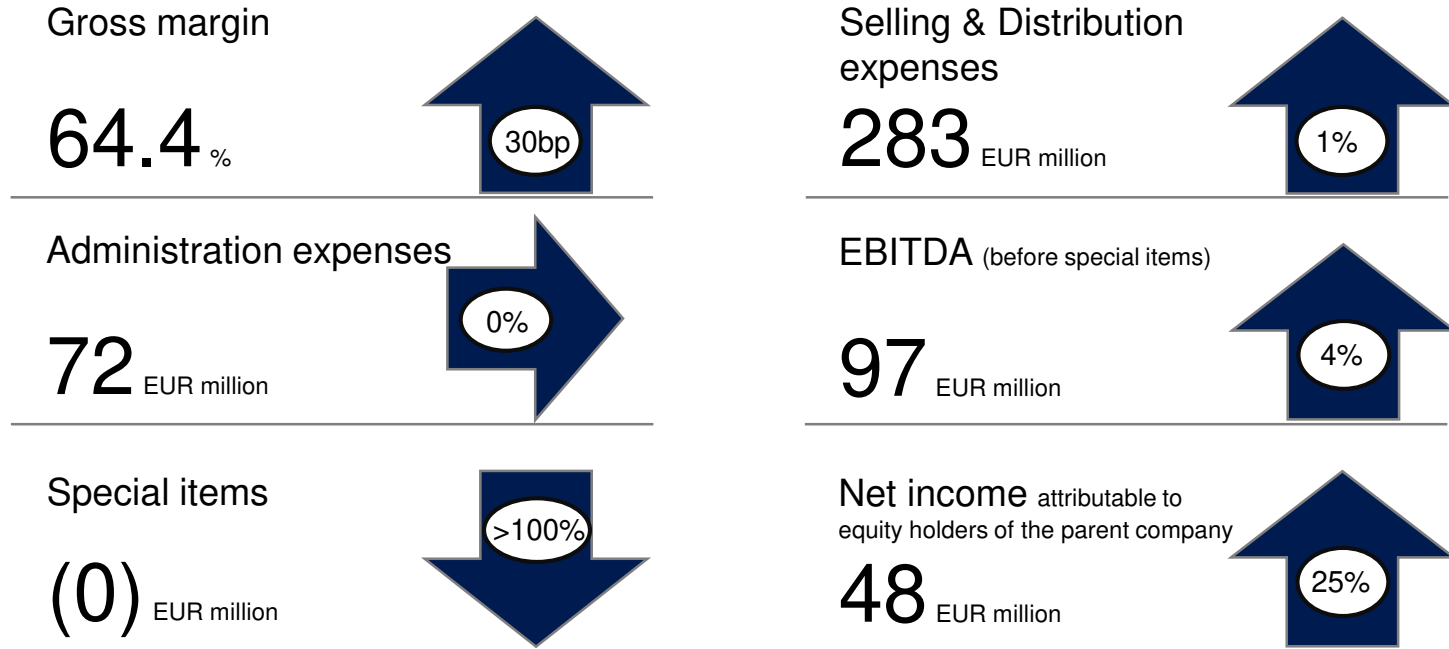 Gross margin
64.4 %
30bp
Selling & Distribution
expenses
283 EUR million
1%
Administration expenses
72 EUR million
0%
EBITDA (before special items)
97 EUR million
4%
Special items
(0) EUR million
>100%
Net income attributable to
equity holders of the parent company
48 EUR million
25%